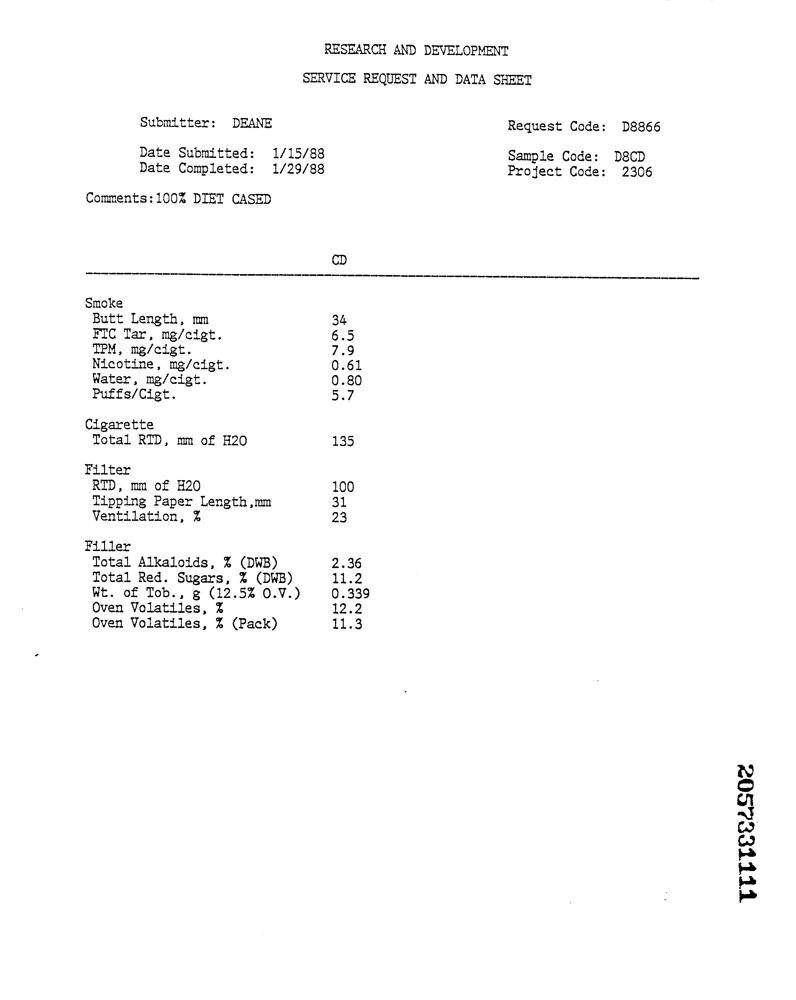 RESEARCH AND DEVELOPMENT
SERVICE REQUEST AND DATA SHEET
Submitter: DEANE
Request Code: D8866
Date Submitted: 1/15/88
Sample Code: D8CD
Date Completed: 1/29/88
Project Code: 2306
Comments:100% DIET CASED
CD
Smoke
Butt Length, mm 34
FTC Tar, mg/cigt. 6.5
TPM, mg/cigt. 7.9
Nicotine, mg/cigt. 0.61
Water, mg/cigt. 0.80
Puffs/Cigt. 5.7
Cigarette
Total RTD, mm of H2O 135
Filter
RTD, mm of H2O 100
Tipping Paper Length,mm 31
Ventilation, % 23
Filler
Total Alkaloids, % (DWB) 2.36
Total Red. Sugars, % (DWB) 11.2
Wt. of Tob., g (12.5% O.V.) 0.339
Oven Volatiles, % 12.2
Oven Volatiles, % (Pack) 11.3
2057331111